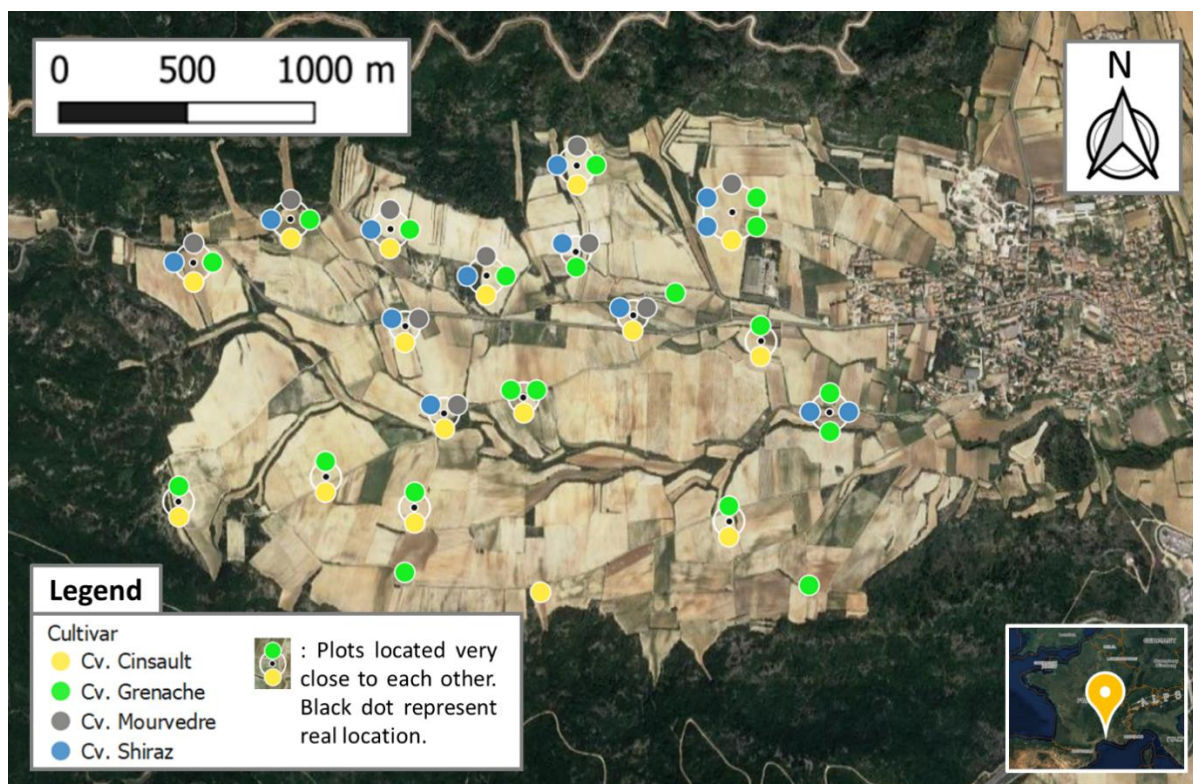 0 500 1000 m
N
Legend
Cultivar
Cv. Cinsault
Cv. Grenache
Cv. Mourvedre
Cv. Shiraz
: Plots located very
close to each other.
Black dot represent
real location.